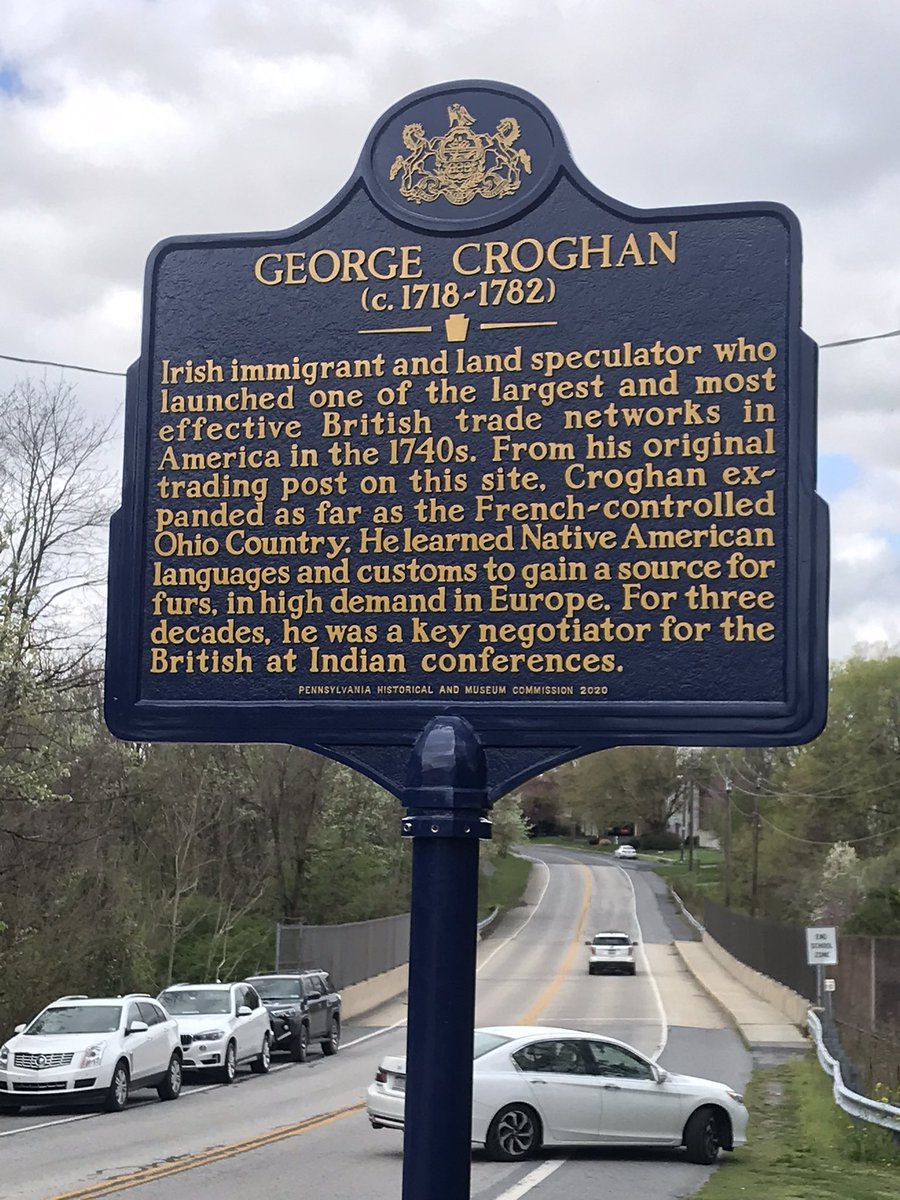 GEORGE CROGHAN
(c. 1718-1782)
Irish immigrant and land speculator who
launched one of the largest and most
effective British trade networks in
America in the 1740s. From his original
trading post on this site, Croghan ex-
panded as far as the French-controlled
Ohio Country. He learned Native American
languages and customs to gain a source for
furs, in high demand in Europe. For three
decades, he was a key negotiator for the
British at Indian conferences.
PENNSYLVANIA HISTORICAL AND MUSEUM COMMISSION 2020
END
SCHOOL
ZONE